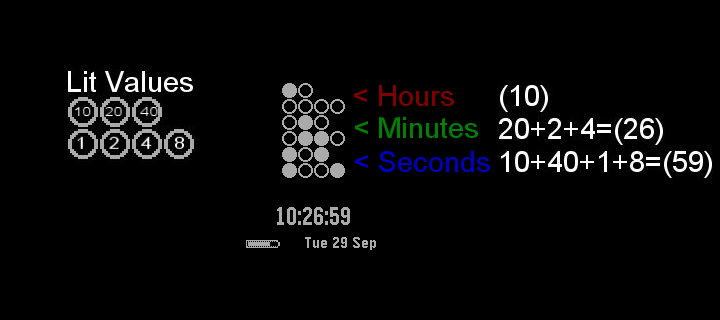 Lit Values
10 20 40
1 2 4 8
< Hours (10)
< Minutes 20+2+4=(26)
< Seconds 10+40+1+8=(59)
10:26:59
Tue 29 Sep